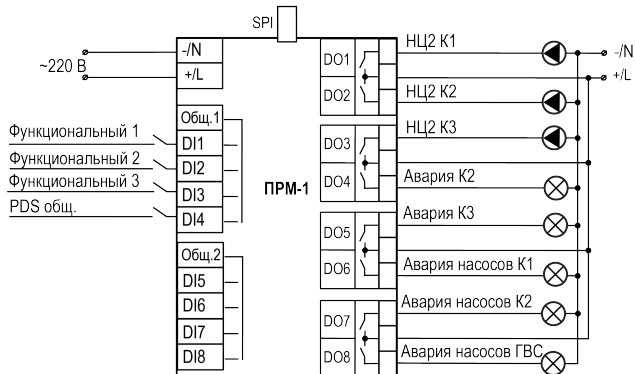 SPI
~220 В
-/N
+/L
Общ.1
Функциональный 1
DI1
Функциональный 2
DI2
Функциональный 3
DI3
PDS общ.
DI4
Общ.2
DI5
DI6
DI7
DI8
ПРМ-1
DO1
НЦ2 К1
-/N
+/L
DO2
НЦ2 К2
DO3
НЦ2 К3
DO4
Авария К2
DO5
Авария К3
DO6
Авария насосов К1
DO7
Авария насосов К2
DO8
Авария насосов ГВС